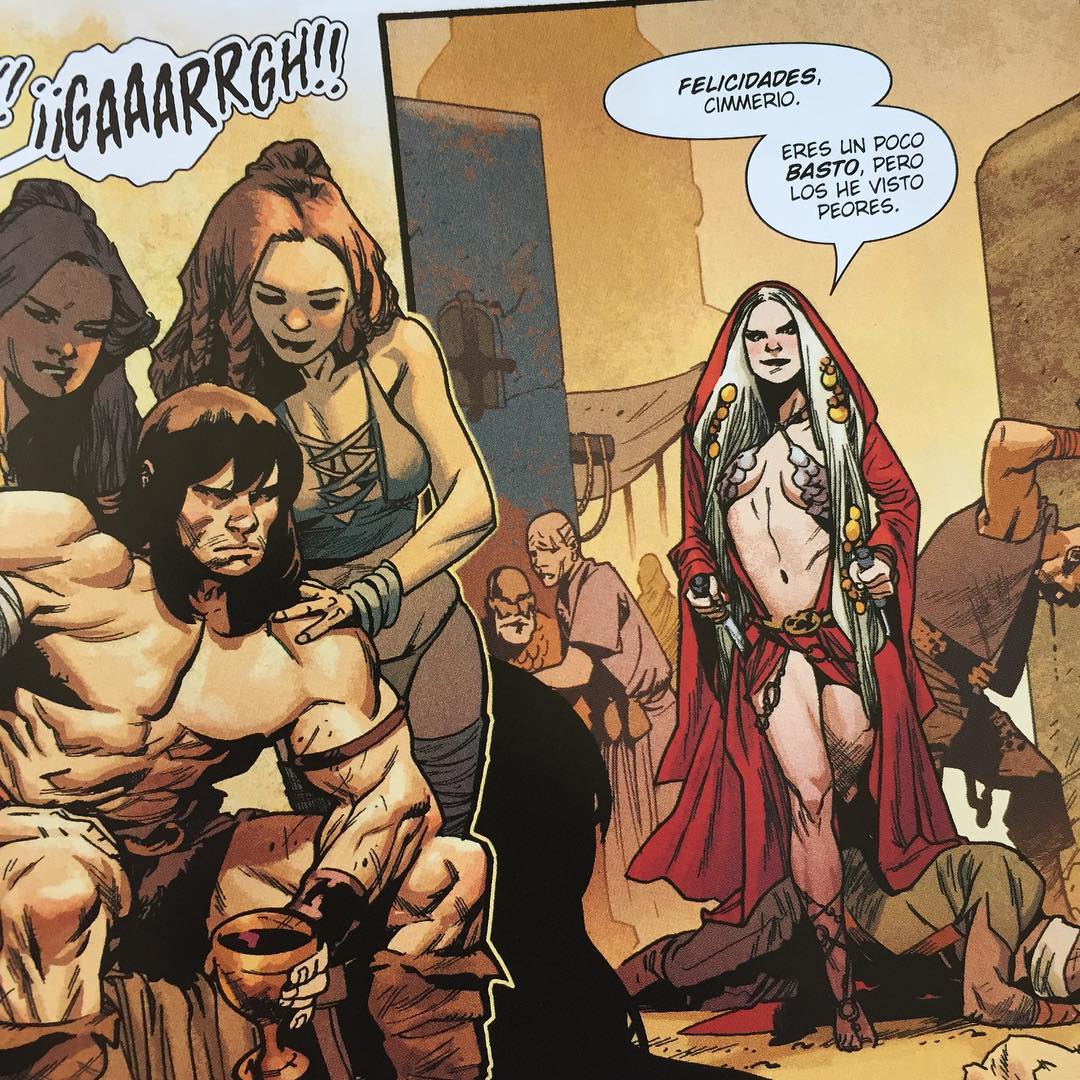 !!
¡¡GAAARRGH!!
FELICIDADES,
CIMMERIO.
ERES UN POCO
BASTO, PERO
LOS HE VISTO
PEORES.